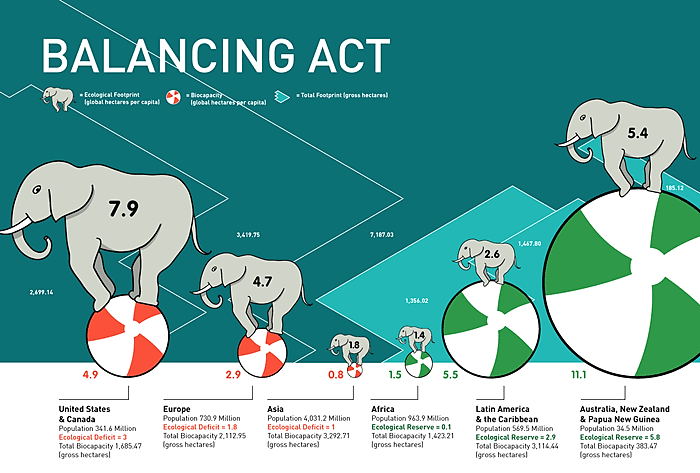 BALANCING ACT
= Ecological Footprint
(global hectares per capita)
= Biocapacity
(global hectares per capita)
= Total Footprint (gross hectares)
5.4
185.12
7.9
3,419.75
7,187.03
1,467.80
2.6
4.7
2,699.14
1,356.02
1.8
1.4
4.9
2.9
0.8
1.5
5.5
11.1
United States
& Canada
Population 341.6 Million
Ecological Deficit = 3
Total Biocapacity 1,685.47
(gross hectares)
Europe
Population 730.9 Million
Ecological Deficit = 1.8
Total Biocapacity 2,112.95
(gross hectares)
Asia
Population 4,031.2 Million
Ecological Deficit = 1
Total Biocapacity 3,292.71
(gross hectares)
Africa
Population 963.9 Million
Ecological Reserve = 0.1
Total Biocapacity 1,423.21
(gross hectares)
Latin America
& the Caribbean
Population 569.5 Million
Ecological Reserve = 2.9
Total Biocapacity 3,114.44
(gross hectares)
Australia, New Zealand
& Papua New Guinea
Population 34.5 Million
Ecological Reserve = 5.8
Total Biocapacity 383.47
(gross hectares)